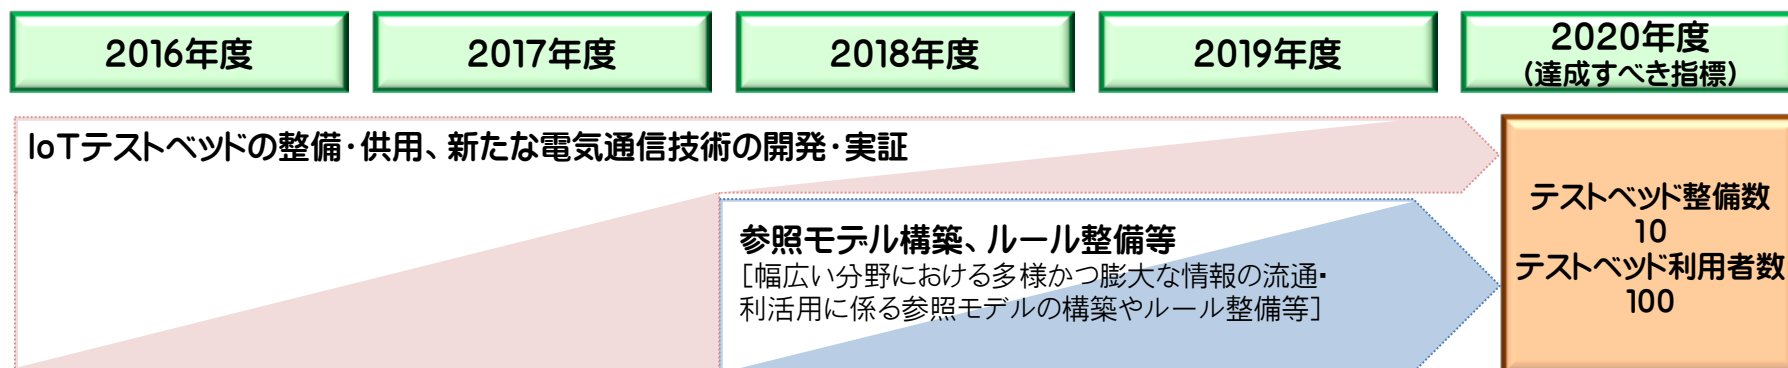 2016年度
2017年度
2018年度
2019年度
2020年度
(達成すべき指標)
IoTテストベッドの整備・供用、新たな電気通信技術の開発・実証
参照モデル構築、ルール整備等
[幅広い分野における多様かつ膨大な情報の流通・
利活用に係る参照モデルの構築やルール整備等]
テストベッド整備数
10
テストベッド利用者数
100